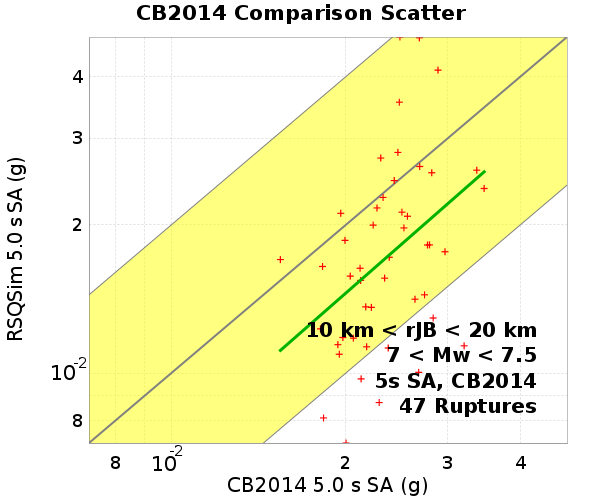 CB2014 Comparison Scatter
RSQSim 5.0 s SA (g)
4
3
2
10-2
8
10 km < rJB < 20 km
7 < Mw < 7.5
5s SA, CB2014
47 Ruptures
8
10-2
2
3
4
CB2014 5.0 s SA (g)